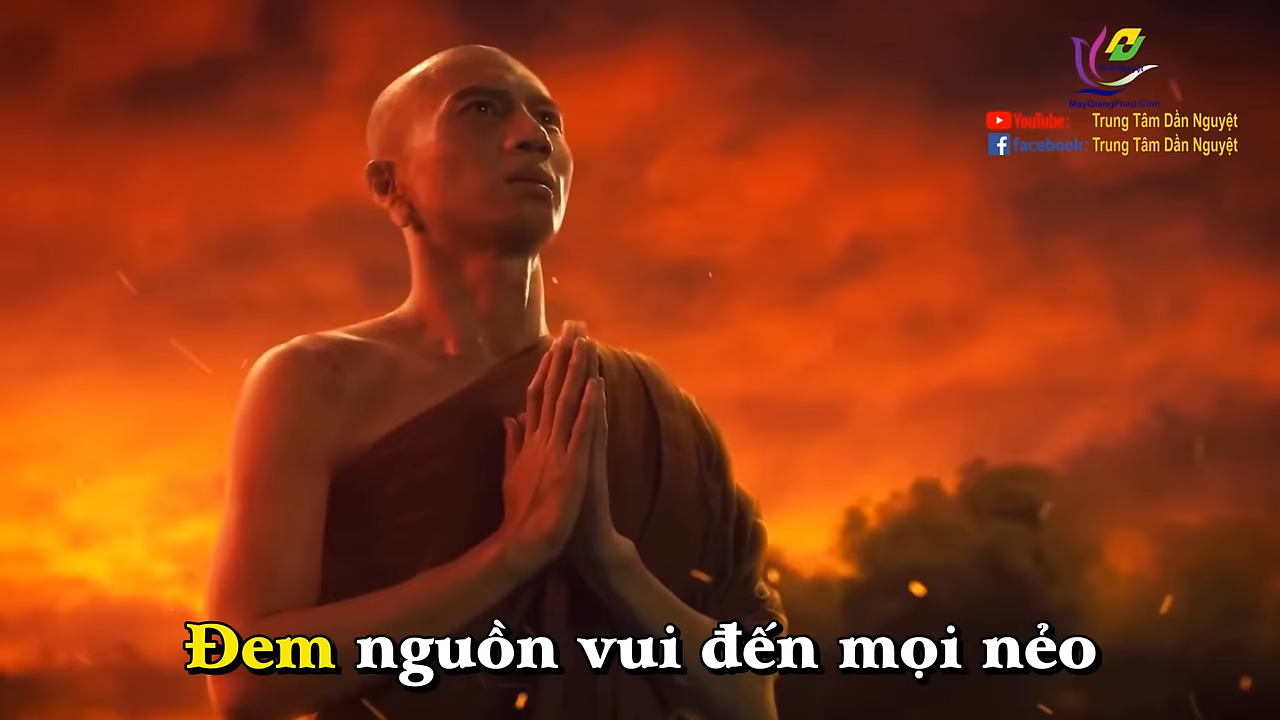 MayGiangPhap.Com
YouTube: Trung Tâm Dần Nguyệt
facebook: Trung Tâm Dần Nguyệt
Đem nguồn vui đến mọi nẻo